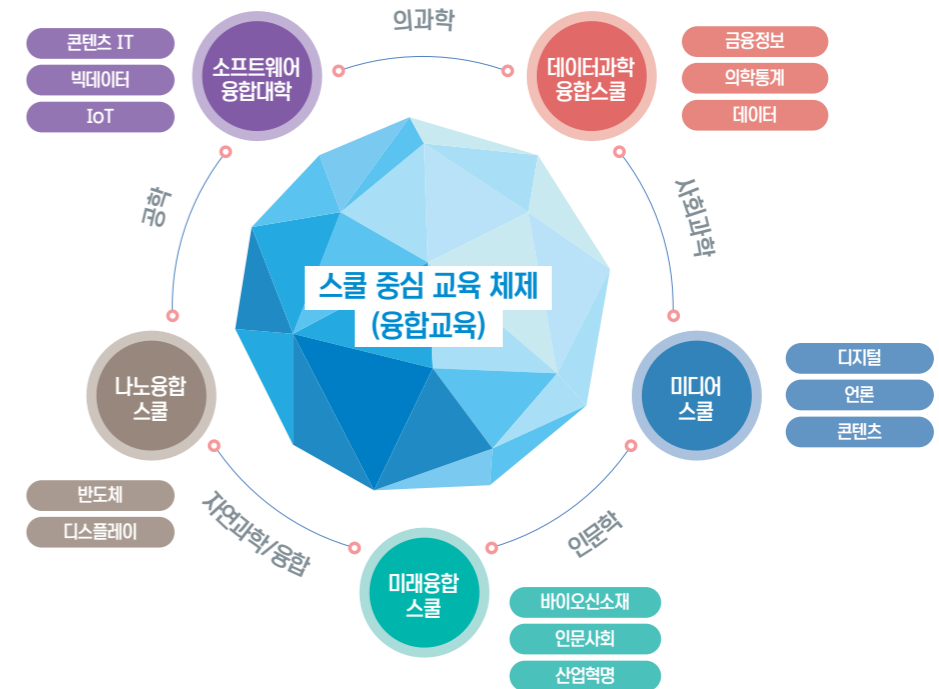 의과학
콘텐츠 IT
빅데이터
IoT
소프트웨어
융합대학
데이터과학
융합스쿨
금융정보
의학통계
데이터
공학
사회과학
스쿨 중심 교육 체제
(융합교육)
나노융합
스쿨
미디어
스쿨
디지털
언론
콘텐츠
반도체
디스플레이
자연과학/융합
인문학
미래융합
스쿨
바이오신소재
인문사회
산업혁명